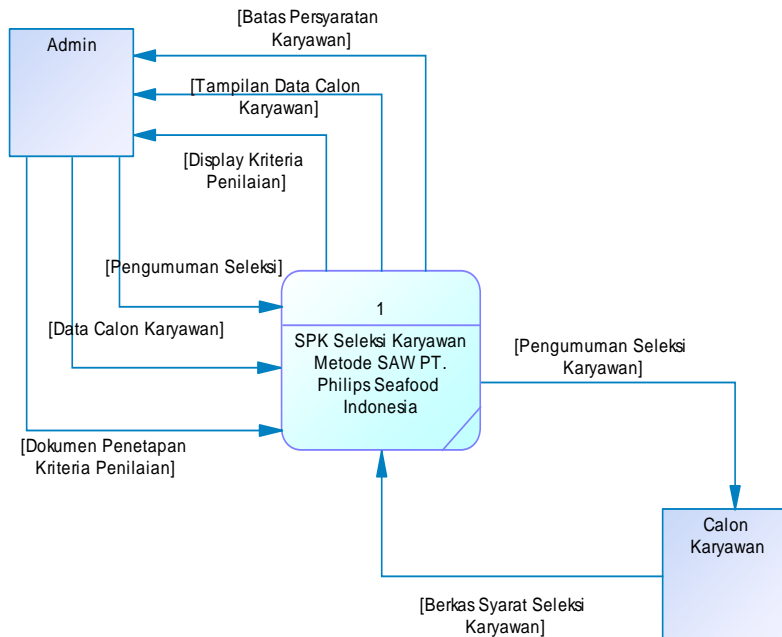 [Batas Persyaratan
Karyawan]
Admin
[Tampilan Data Calon
Karyawan]
[Display Kriteria
Penilaian]
[Pengumuman Seleksi]
1
[Data Calon Karyawan]
SPK Seleksi Karyawan
Metode SAW PT.
Philips Seafood
Indonesia
[Pengumuman Seleksi
Karyawan]
[Dokumen Penetapan
Kriteria Penilaian]
Calon
Karyawan
[Berkas Syarat Seleksi
Karyawan]